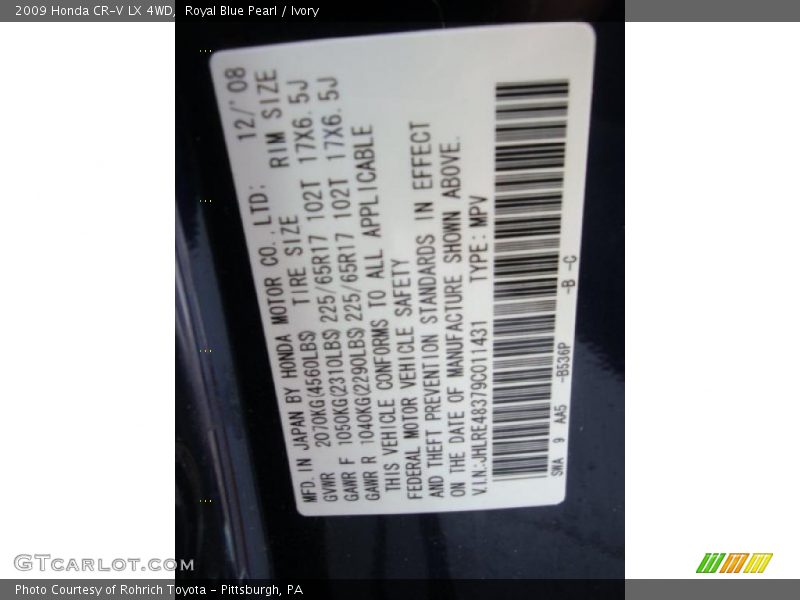 2009 Honda CR-V LX 4WD, Royal Blue Pearl / Ivory
MFD. IN JAPAN BY HONDA MOTOR CO.,LTD: 12/'08
TIRE SIZE RIM SIZE
GVWR 2070KG(4560LBS)
GAWR F 1050KG(2310LBS) 225/65R17 102T 17X6.5J
GAWR R 1040KG(2290LBS) 225/65R17 102T 17X6.5J
THIS VEHICLE CONFORMS TO ALL APPLICABLE
FEDERAL MOTOR VEHICLE SAFETY
AND THEFT PREVENTION STANDARDS IN EFFECT
ON THE DATE OF MANUFACTURE SHOWN ABOVE.
V.I.N:JHLRE48379C011431 TYPE: MPV
SWA 9 AA5 -B536P -B -C
GTCARLOT.COM
Photo Courtesy of Rohrich Toyota - Pittsburgh, PA